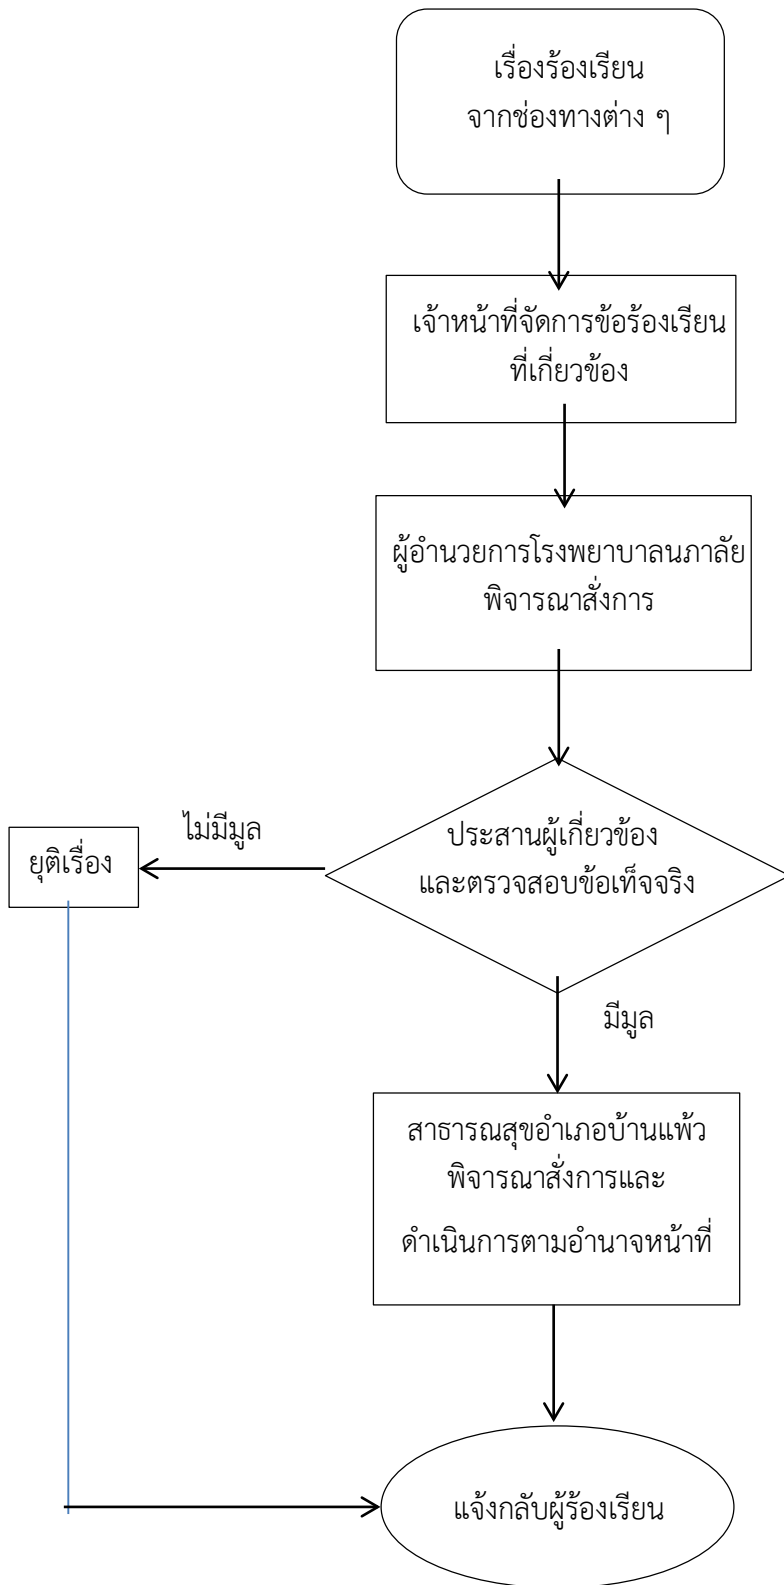 เรื่องร้องเรียน
จากช่องทางต่าง ๆ
เจ้าหน้าที่จัดการข้อร้องเรียน
ที่เกี่ยวข้อง
ผู้อำนวยการโรงพยาบาลนภาลัย
พิจารณาสั่งการ
ประสานผู้เกี่ยวข้อง
และตรวจสอบข้อเท็จจริง
ไม่มีมูล
ยุติเรื่อง
มีมูล
สาธารณสุขอำเภอบ้านแพ้ว
พิจารณาสั่งการและ
ดำเนินการตามอำนาจหน้าที่
แจ้งกลับผู้ร้องเรียน